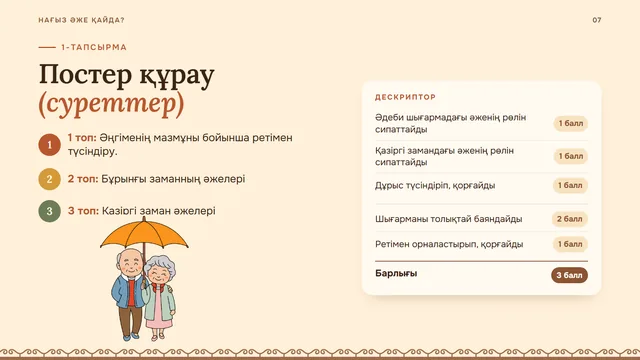 НАҒЫЗ ӘЖЕ ҚАЙДА?
07
1-ТАПСЫРМА
Постер құрау
(суреттер)
1 1 топ: Әңгіменің мазмұны бойынша ретімен
түсіндіру.
2 2 топ: Бұрынғы заманның әжелері
3 3 топ: Казіргі заман әжелері
ДЕСКРИПТОР
Әдеби шығармадағы әженің рөлін
сипаттайды
1 балл
Қазіргі замандағы әженің рөлін
сипаттайды
1 балл
Дұрыс түсіндіріп, қорғайды
1 балл
Шығарманы толықтай баяндайды
2 балл
Ретімен орналастырып, қорғайды
1 балл
Барлығы
3 балл